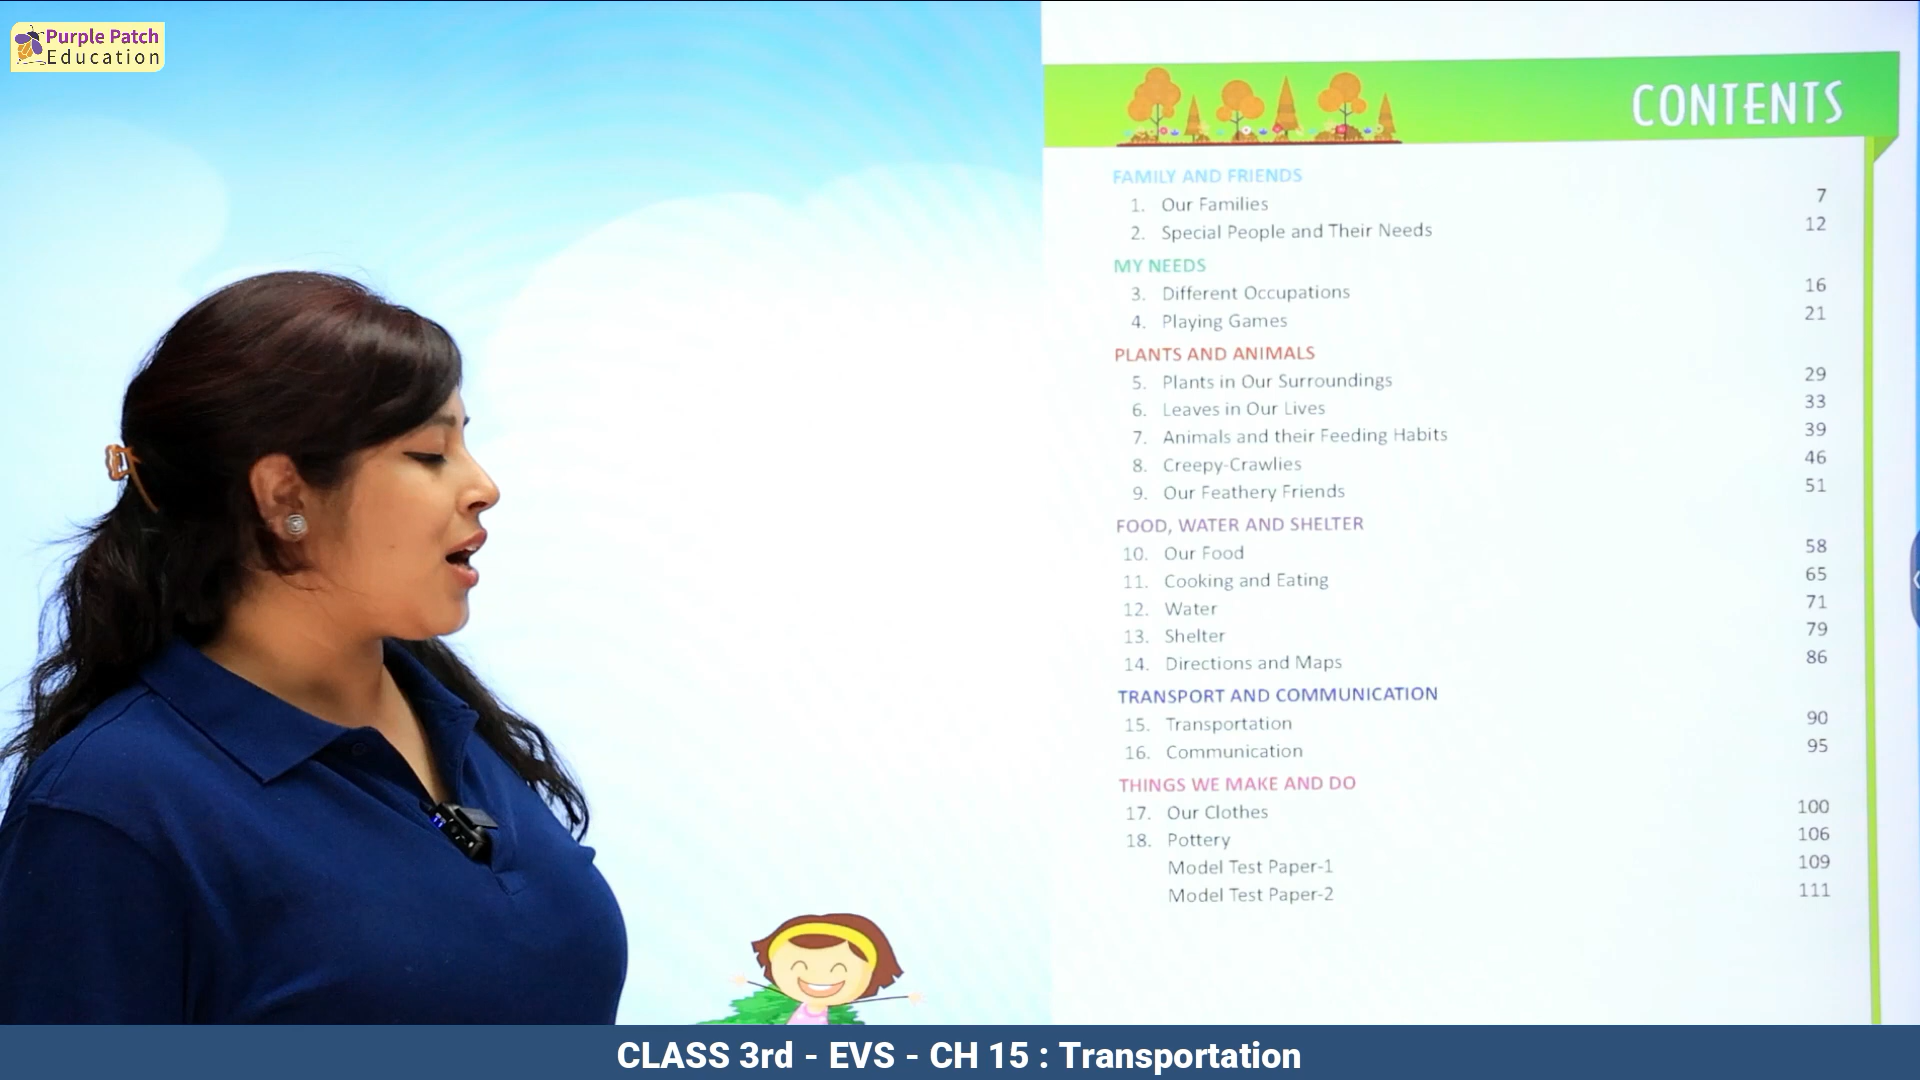 Purple Patch
Education
CONTENTS
FAMILY AND FRIENDS
1. Our Families 7
2. Special People and Their Needs 12
MY NEEDS
3. Different Occupations 16
4. Playing Games 21
PLANTS AND ANIMALS
5. Plants in Our Surroundings 29
6. Leaves in Our Lives 33
7. Animals and their Feeding Habits 39
8. Creepy-Crawlies 46
9. Our Feathery Friends 51
FOOD, WATER AND SHELTER
10. Our Food 58
11. Cooking and Eating 65
12. Water 71
13. Shelter 79
14. Directions and Maps 86
TRANSPORT AND COMMUNICATION
15. Transportation 90
16. Communication 95
THINGS WE MAKE AND DO
17. Our Clothes 100
18. Pottery 106
Model Test Paper-1 109
Model Test Paper-2 111
CLASS 3rd - EVS - CH 15 : Transportation